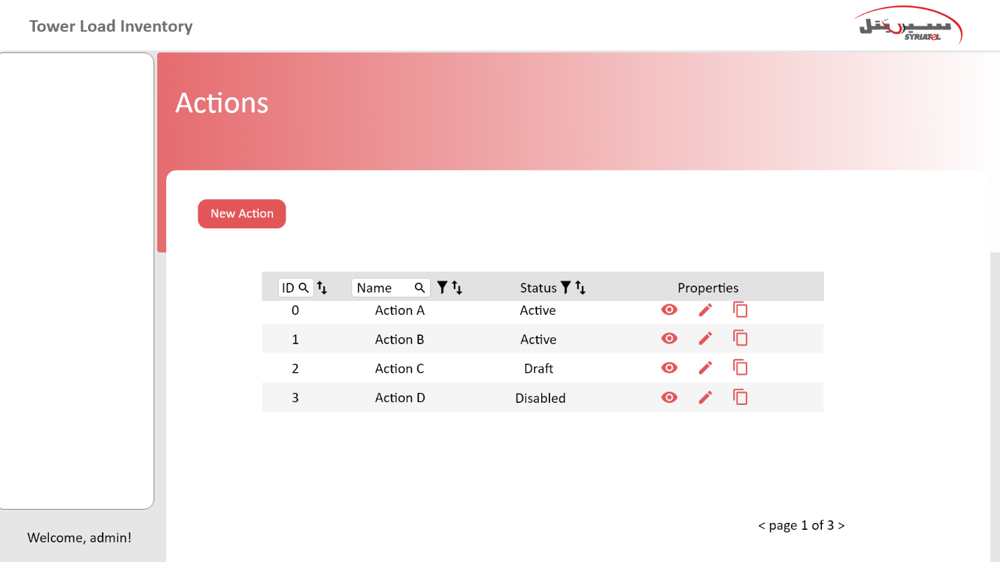 Tower Load Inventory
سيريتل
SYRIATEL
Actions
New Action
ID Name Status Properties
0 Action A Active
1 Action B Active
2 Action C Draft
3 Action D Disabled
< page 1 of 3 >
Welcome, admin!